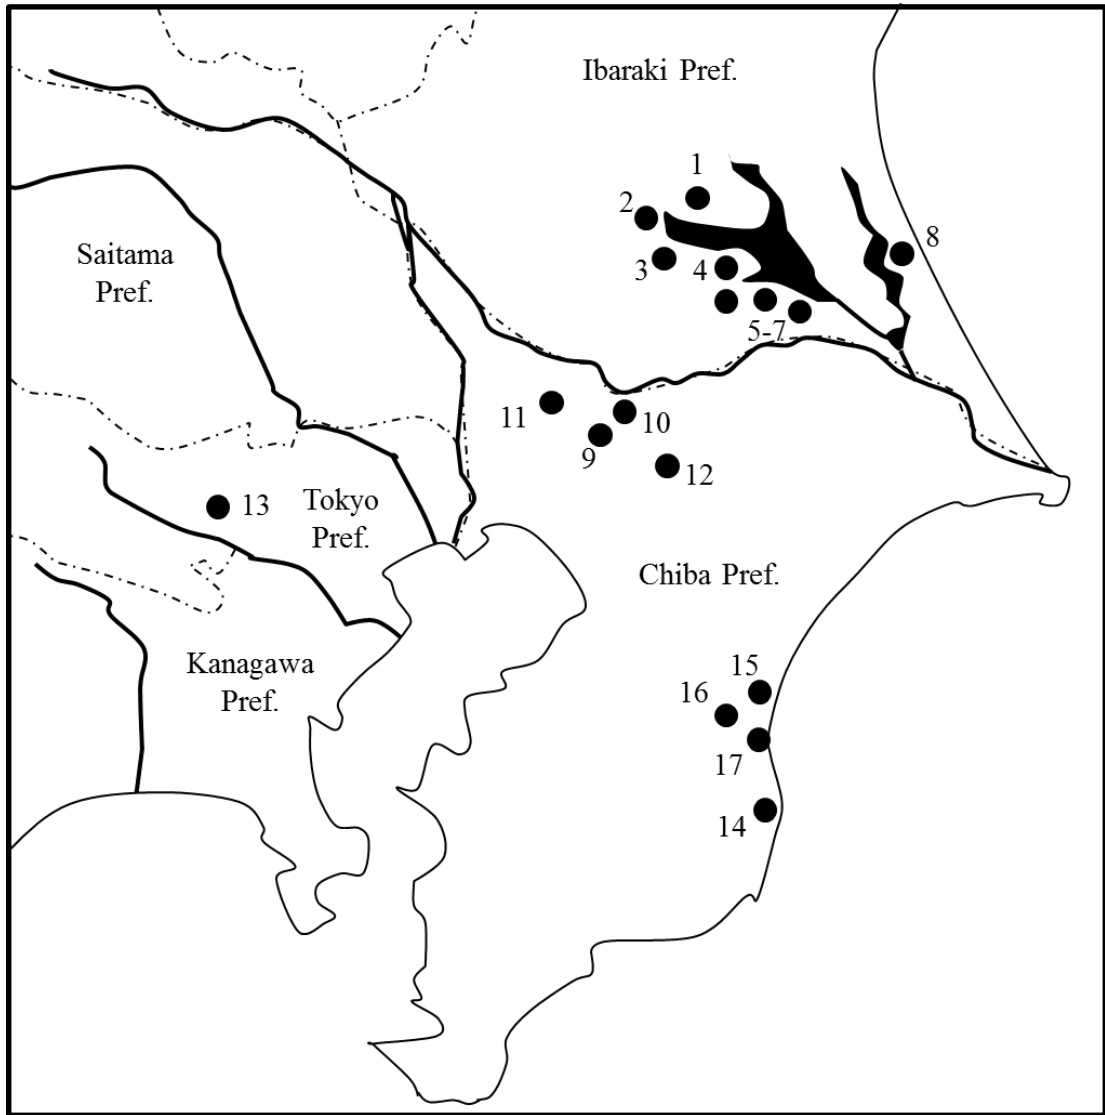 Ibaraki Pref.
1
2
8
Saitama
Pref.
3
4
5-7
11
10
9
12
13
Tokyo
Pref.
Chiba Pref.
Kanagawa
Pref.
15
16
17
14